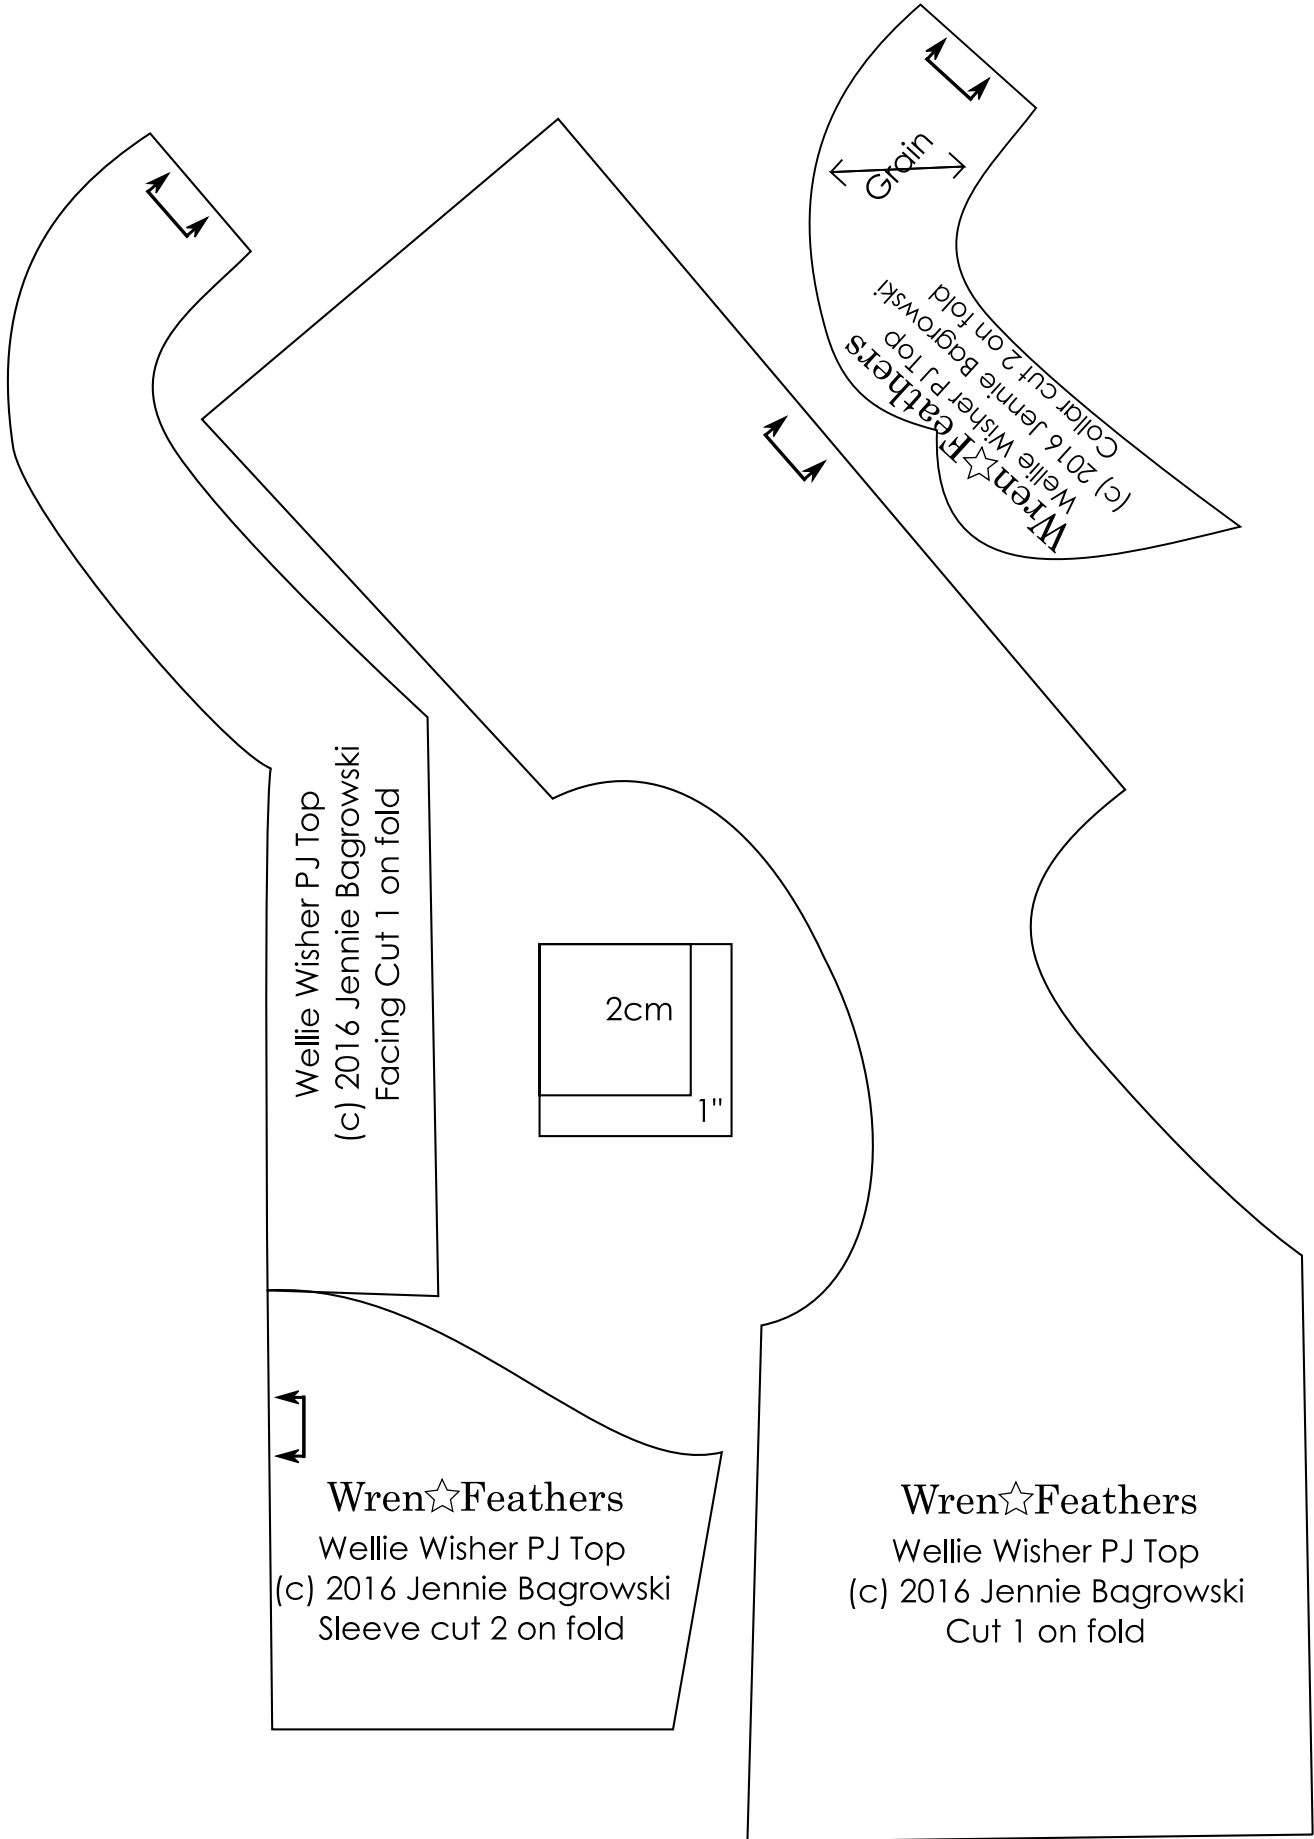 Grain
Wren☆Feathers
Wellie Wisher PJ Top
(c) 2016 Jennie Bagrowski
Collar cut 2 on fold
Wellie Wisher PJ Top
(c) 2016 Jennie Bagrowski
Facing Cut 1 on fold
2cm
1"
Wren☆Feathers
Wellie Wisher PJ Top
(c) 2016 Jennie Bagrowski
Sleeve cut 2 on fold
Wren☆Feathers
Wellie Wisher PJ Top
(c) 2016 Jennie Bagrowski
Cut 1 on fold